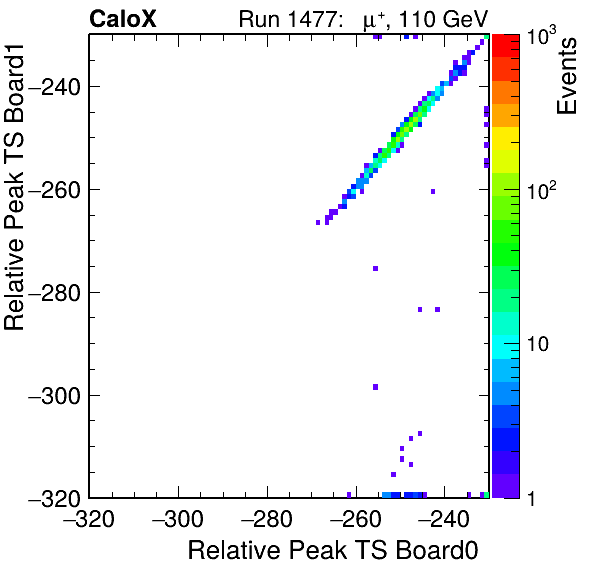 CaloX
Run 1477: μ⁺, 110 GeV
Relative Peak TS Board1
−240
−260
−280
−300
−320
−320
−300
−280
−260
−240
Relative Peak TS Board0
10³
10²
10
1
Events